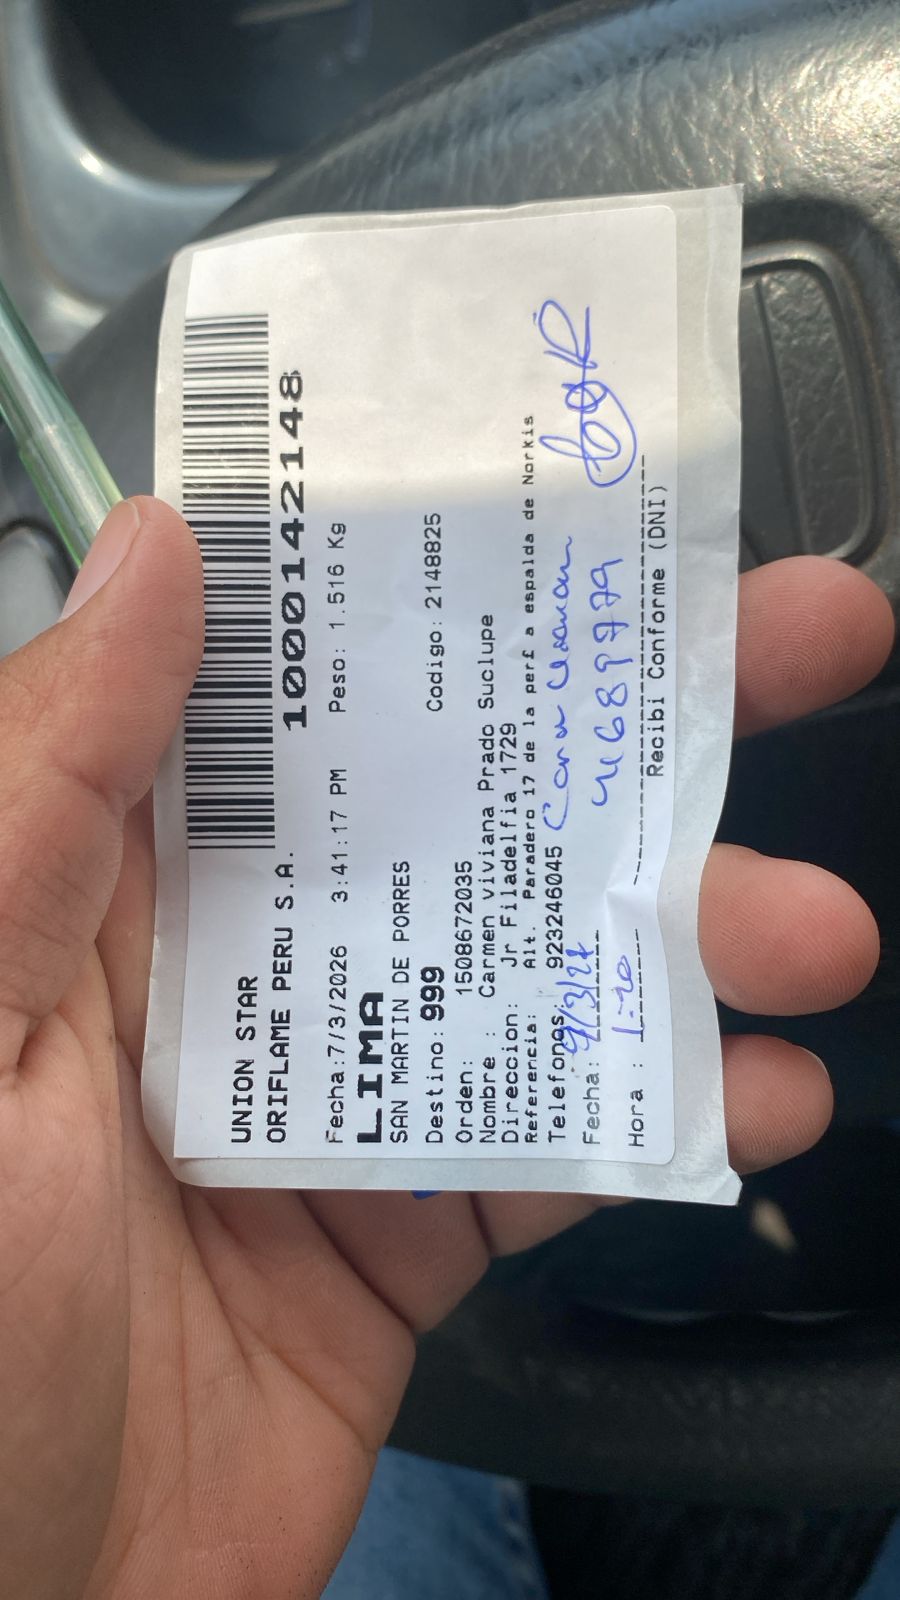 UNION STAR
ORIFLAME PERU S.A.
1000142148
Fecha:7/3/2026 3:41:17 PM Peso: 1.516 Kg
LIMA
SAN MARTIN DE PORRES
Destino: 999 Codigo: 2148825
Orden: 1508672035
Nombre : Carmen viviana Prado Suclupe
Direccion: Jr Filadelfia 1729
Referencia: Alt. Paradero 17 de la perf a espalda de Norkis
Telefonos: 923246045
Fecha:
Hora :
Recibi Conforme (DNI)